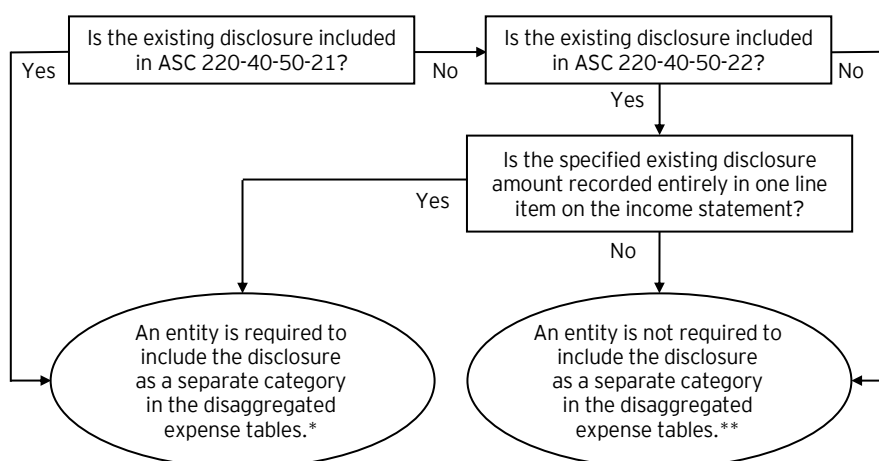 Is the existing disclosure included
in ASC 220-40-50-21?
Yes
No
Is the existing disclosure included
in ASC 220-40-50-22?
No
Yes
Is the specified existing disclosure
amount recorded entirely in one line
item on the income statement?
Yes
No
An entity is required to
include the disclosure
as a separate category
in the disaggregated
expense tables.*
An entity is not required to
include the disclosure
as a separate category
in the disaggregated
expense tables.**